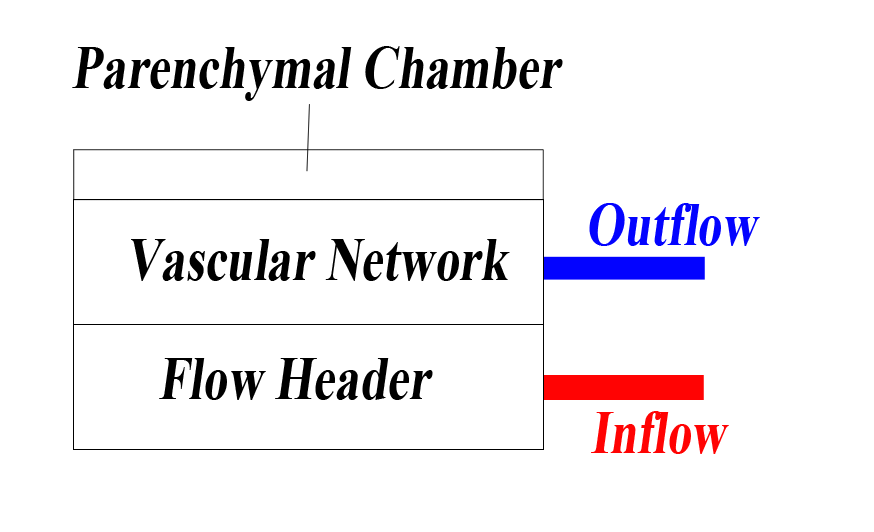 Parenchymal Chamber
Outflow
Vascular Network
Flow Header
Inflow